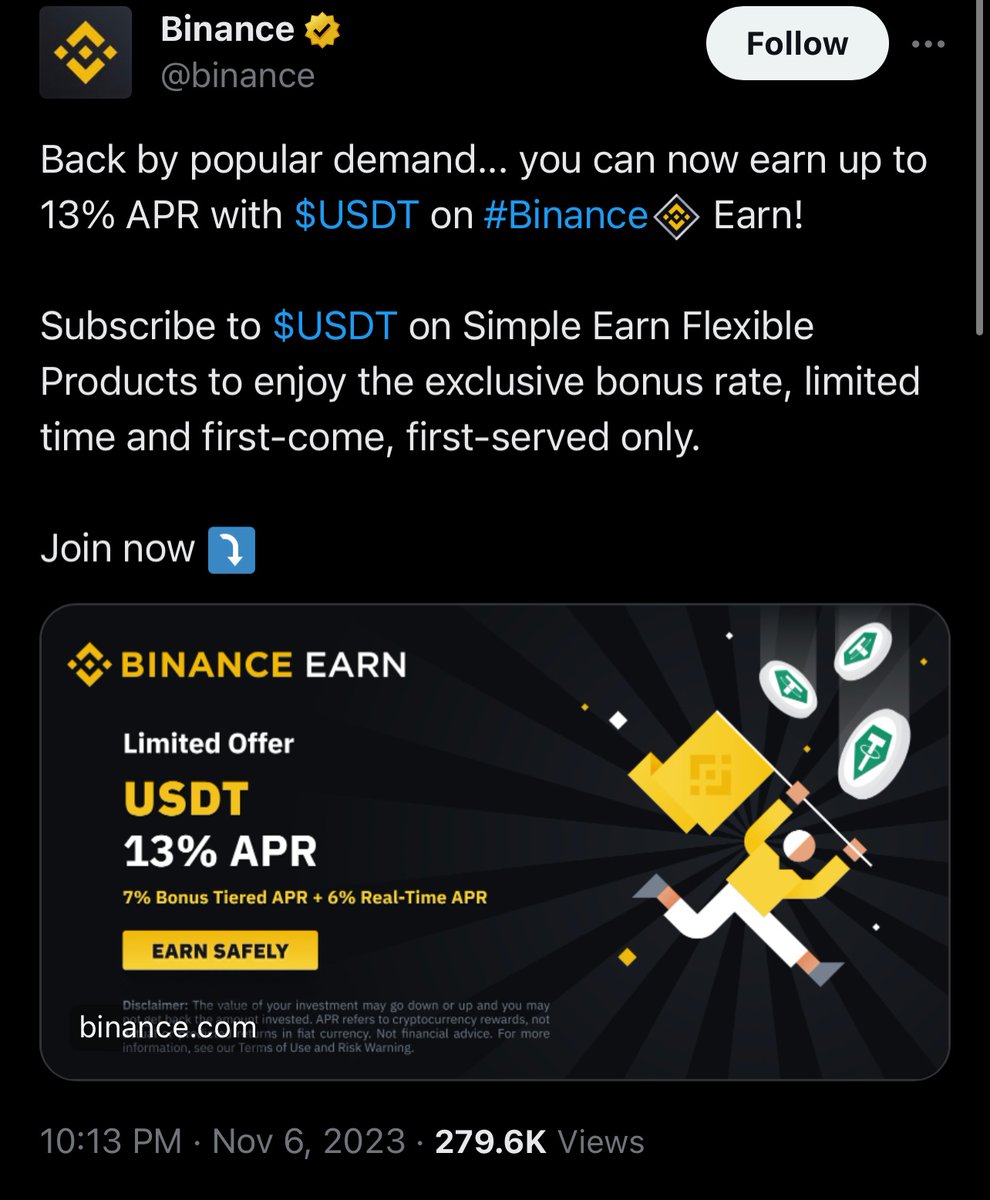 Binance
@binance
Follow
Back by popular demand... you can now earn up to
13% APR with $USDT on #Binance Earn!
Subscribe to $USDT on Simple Earn Flexible
Products to enjoy the exclusive bonus rate, limited
time and first-come, first-served only.
Join now
BINANCE EARN
Limited Offer
USDT
13% APR
7% Bonus Tiered APR + 6% Real-Time APR
EARN SAFELY
Disclaimer: The value of your investment may go down or up and you may
not get back the amount invested. APR refers to cryptocurrency rewards, not
in fiat currency. Not financial advice. For more
information, see our Terms of Use and Risk Warning.
binance.com
10:13 PM · Nov 6, 2023 · 279.6K Views